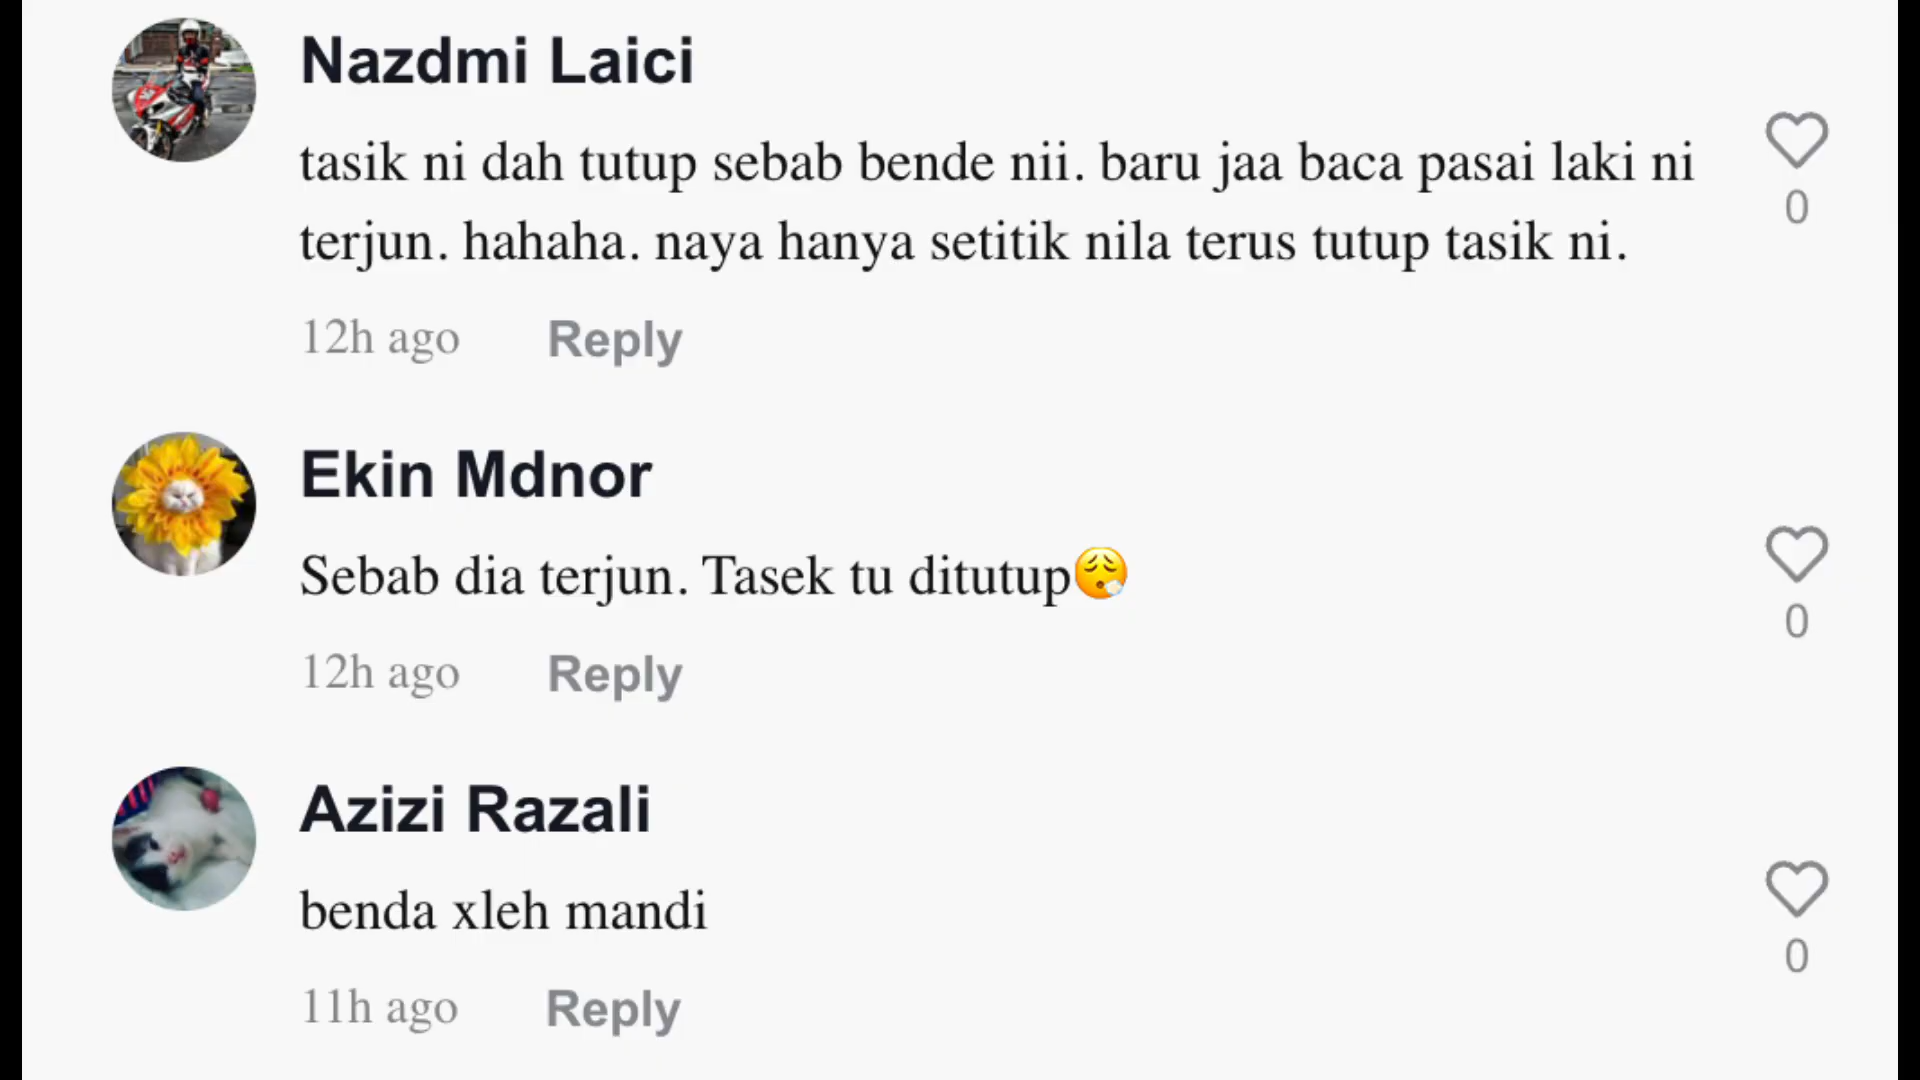 Nazdmi Laici
tasik ni dah tutup sebab bende nii. baru jaa baca pasai laki ni
terjun. hahaha. naya hanya setitik nila terus tutup tasik ni.
0
12h ago Reply
Ekin Mdnor
Sebab dia terjun. Tasek tu ditutup😮‍💨
0
12h ago Reply
Azizi Razali
benda xleh mandi
0
11h ago Reply